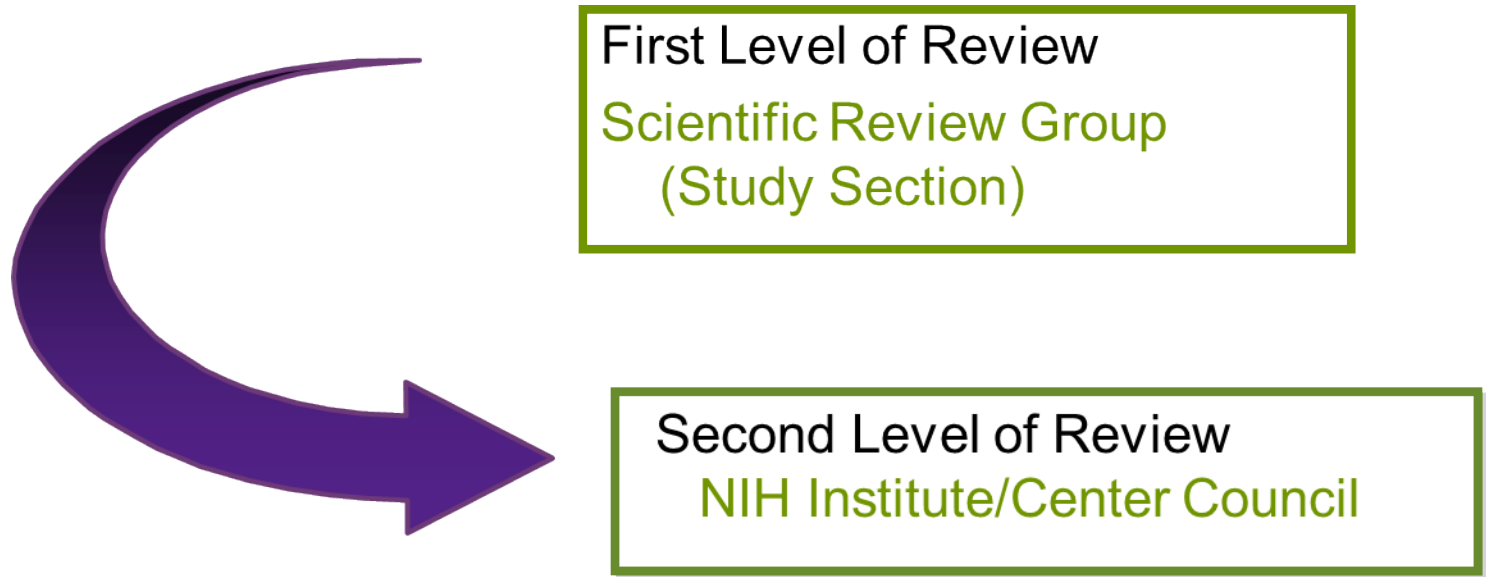 First Level of Review
Scientific Review Group
(Study Section)
Second Level of Review
NIH Institute/Center Council